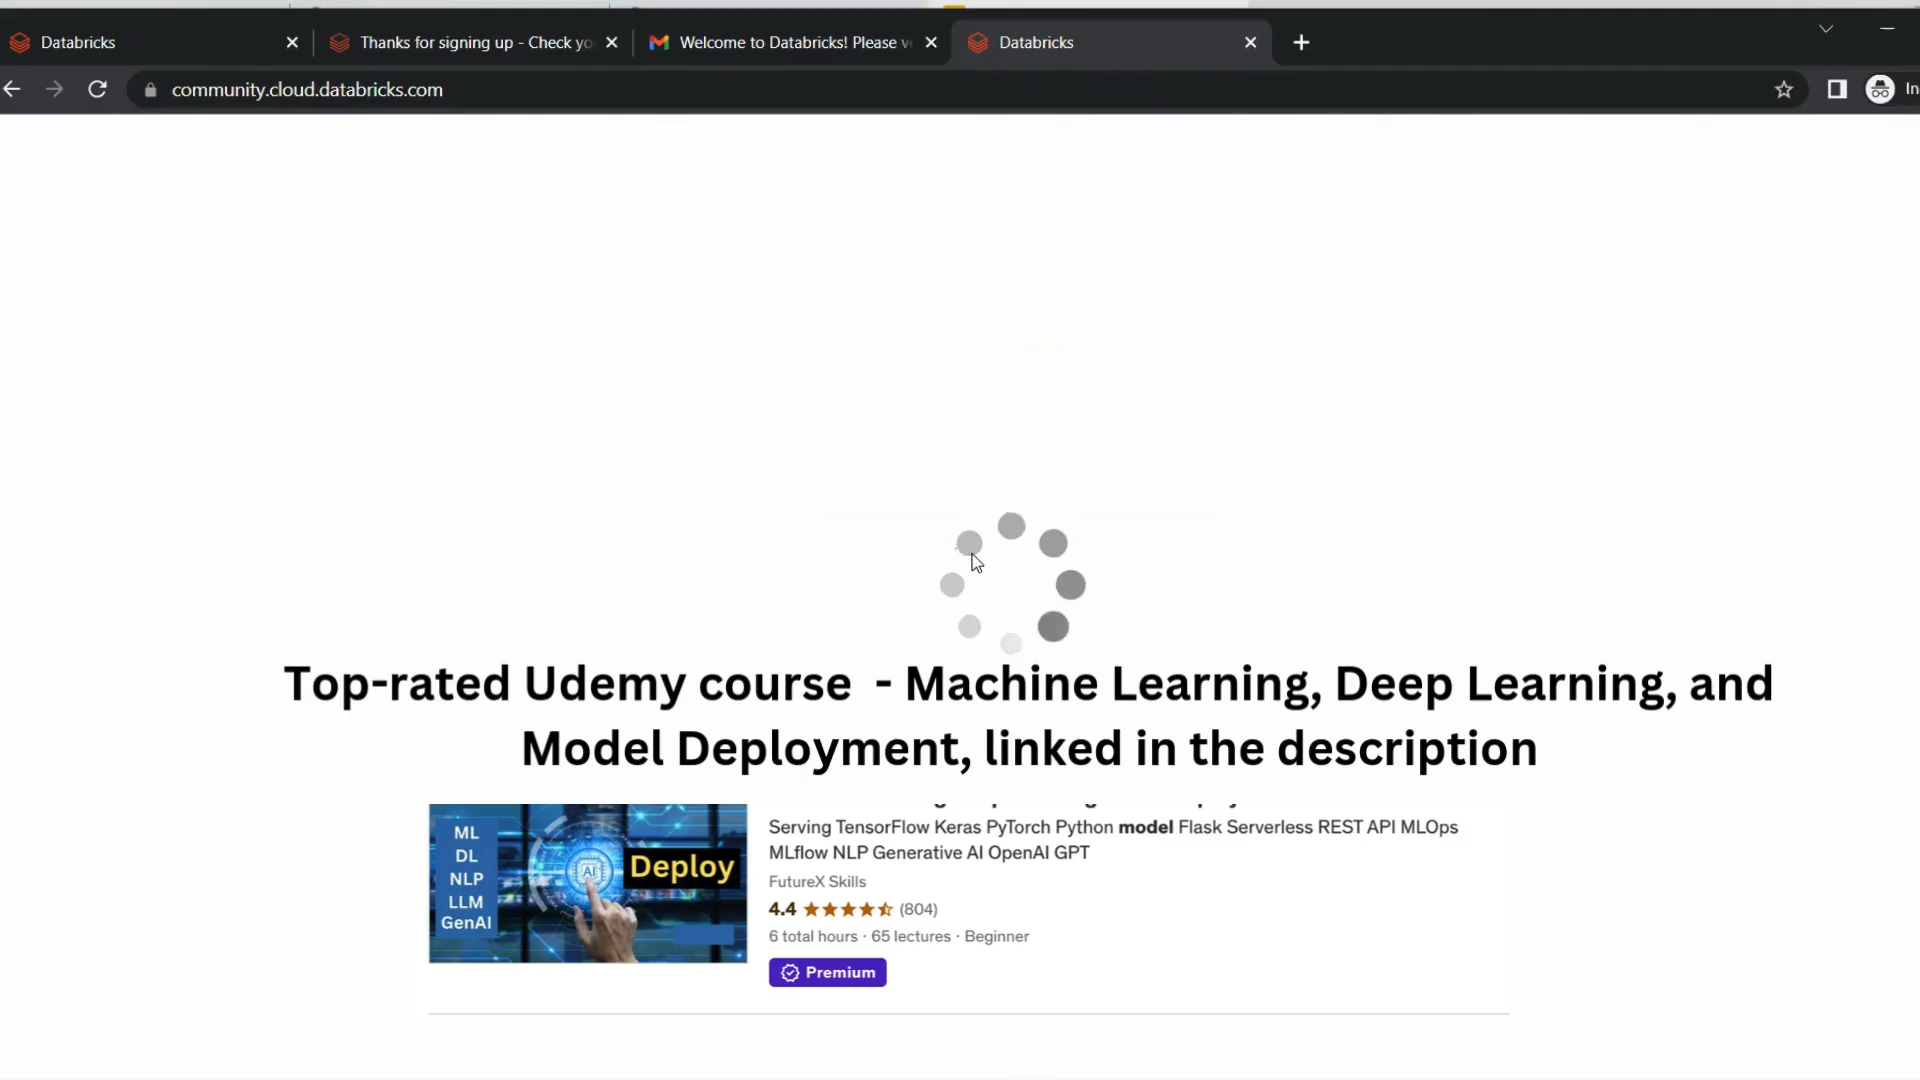 Databricks
Thanks for signing up - Check yo
Welcome to Databricks! Please ve
Databricks
community.cloud.databricks.com
In
Top-rated Udemy course - Machine Learning, Deep Learning, and
Model Deployment, linked in the description
ML
DL
NLP
LLM
GenAI
AI
Deploy
Serving TensorFlow Keras PyTorch Python model Flask Serverless REST API MLOps
MLflow NLP Generative AI OpenAI GPT
FutureX Skills
4.4 (804)
6 total hours · 65 lectures · Beginner
Premium